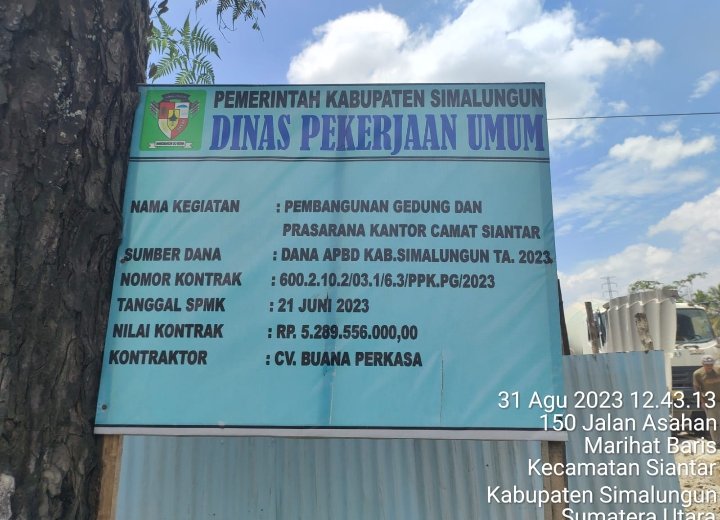 PEMERINTAH KABUPATEN SIMALUNGUN
DINAS PEKERJAAN UMUM
NAMA KEGIATAN : PEMBANGUNAN GEDUNG DAN
PRASARANA KANTOR CAMAT SIANTAR
SUMBER DANA : DANA APBD KAB.SIMALUNGUN TA. 2023
NOMOR KONTRAK : 600.2.10.2/03.1/6.3/PPK.PG/2023
TANGGAL SPMK : 21 JUNI 2023
NILAI KONTRAK : RP. 5.289.556.000,00
KONTRAKTOR : CV. BUANA PERKASA
31 Agu 2023 12.43.13
150 Jalan Asahan
Marihat Baris
Kecamatan Siantar
Kabupaten Simalungun
Sumatera Utara